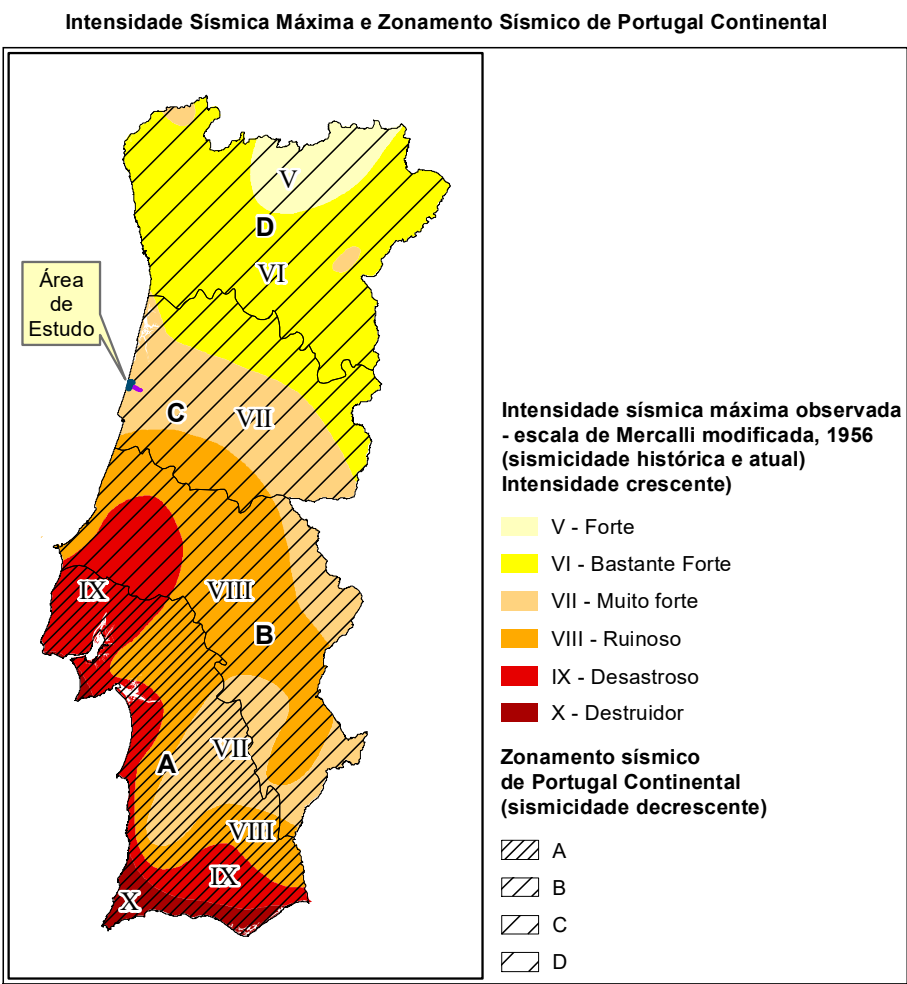 Intensidade Sísmica Máxima e Zonamento Sísmico de Portugal Continental
V
D
VI
Área
de
Estudo
C
VII
IX
VIII
B
A
VII
VIII
IX
X
Intensidade sísmica máxima observada
- escala de Mercalli modificada, 1956
(sismicidade histórica e atual)
Intensidade crescente)
V - Forte
VI - Bastante Forte
VII - Muito forte
VIII - Ruinoso
IX - Desastroso
X - Destruidor
Zonamento sísmico
de Portugal Continental
(sismicidade decrescente)
A
B
C
D